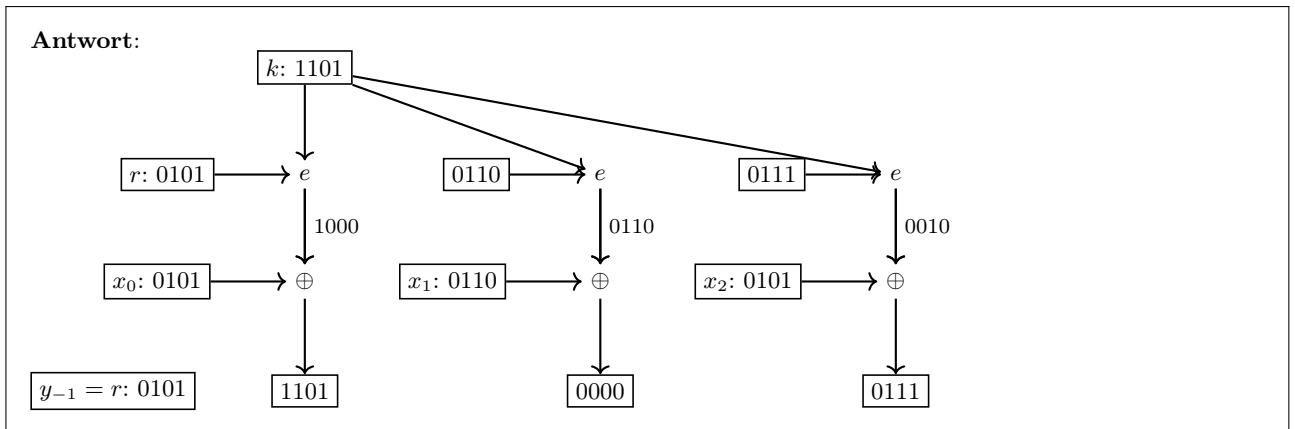 Antwort:
k: 1101
r: 0101 e 0110 e 0111 e
1000 0110 0010
x₀: 0101 ⊕ x₁: 0110 ⊕ x₂: 0101 ⊕
y₋₁ = r: 0101 1101 0000 0111